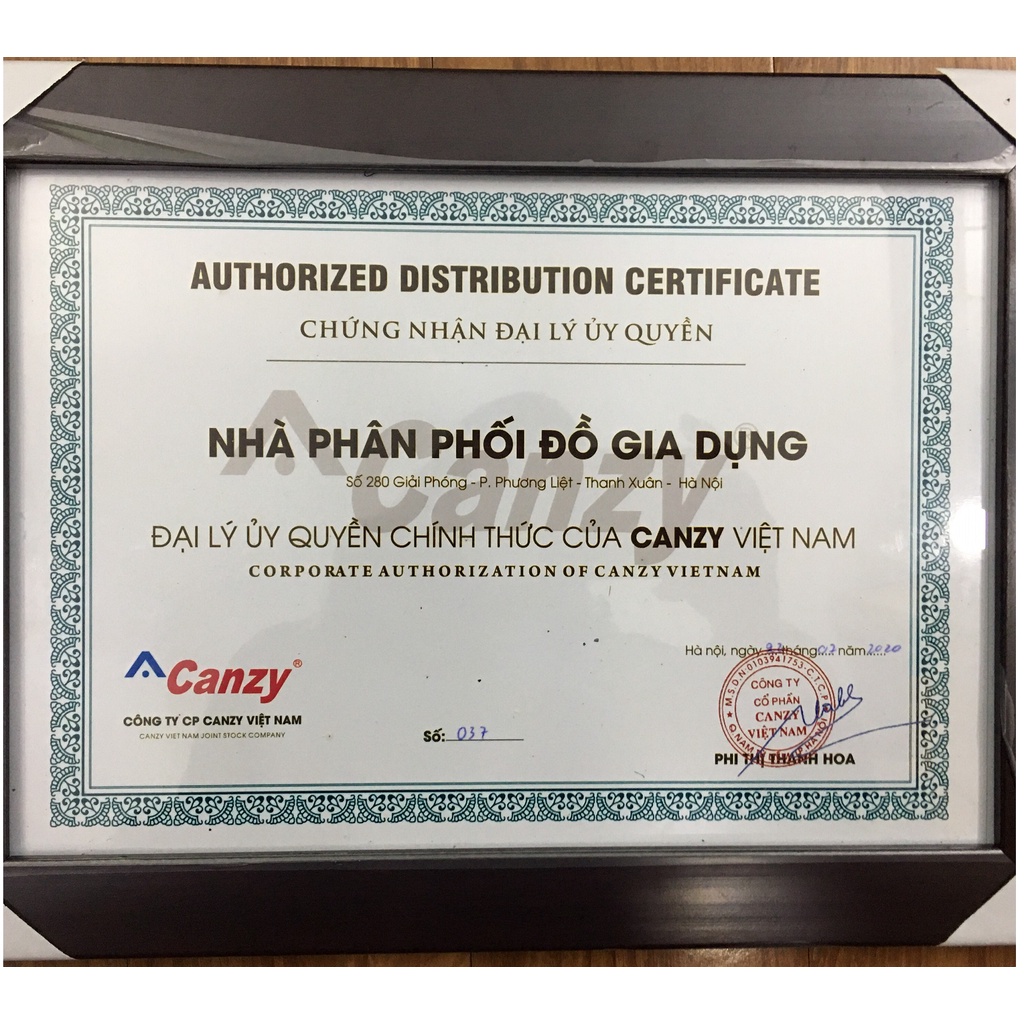 AUTHORIZED DISTRIBUTION CERTIFICATE
CHỨNG NHẬN ĐẠI LÝ ỦY QUYỀN
Canzy®
NHÀ PHÂN PHỐI ĐỒ GIA DỤNG
Số 280 Giải Phóng - P. Phương Liệt - Thanh Xuân - Hà Nội
ĐẠI LÝ ỦY QUYỀN CHÍNH THỨC CỦA CANZY VIỆT NAM
CORPORATE AUTHORIZATION OF CANZY VIETNAM
Hà nội, ngày tháng 07 năm 2020
Canzy®
CÔNG TY CP CANZY VIỆT NAM
CANZY VIET NAM JOINT STOCK COMPANY
Số: 037
M.S.D.N:0103941753-C.T.C.P
CÔNG TY
CỔ PHẦN
CANZY
VIỆT NAM
PHI THỊ THANH HOA